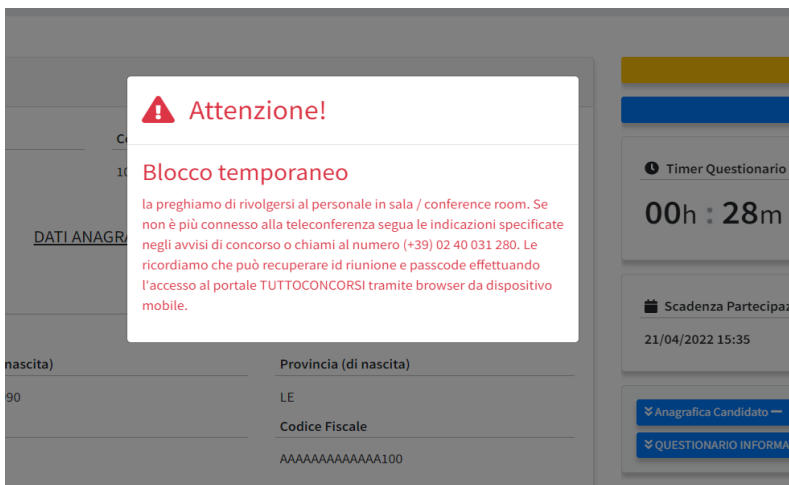 Attenzione!
Blocco temporaneo
la preghiamo di rivolgersi al personale in sala / conference room. Se
non è più connesso alla teleconferenza segua le indicazioni specificate
negli avvisi di concorso o chiami al numero (+39) 02 40 031 280. Le
ricordiamo che può recuperare id riunione e passcode effettuando
l'accesso al portale TUTTOCONCORSI tramite browser da dispositivo
mobile.
DATI ANAGRA
nascita)
90
Provincia (di nascita)
LE
Codice Fiscale
AAAAAAAAAAAAA100
Timer Questionario
00h : 28m
Scadenza Partecipaz
21/04/2022 15:35
Anagrafica Candidato
QUESTIONARIO INFORMA